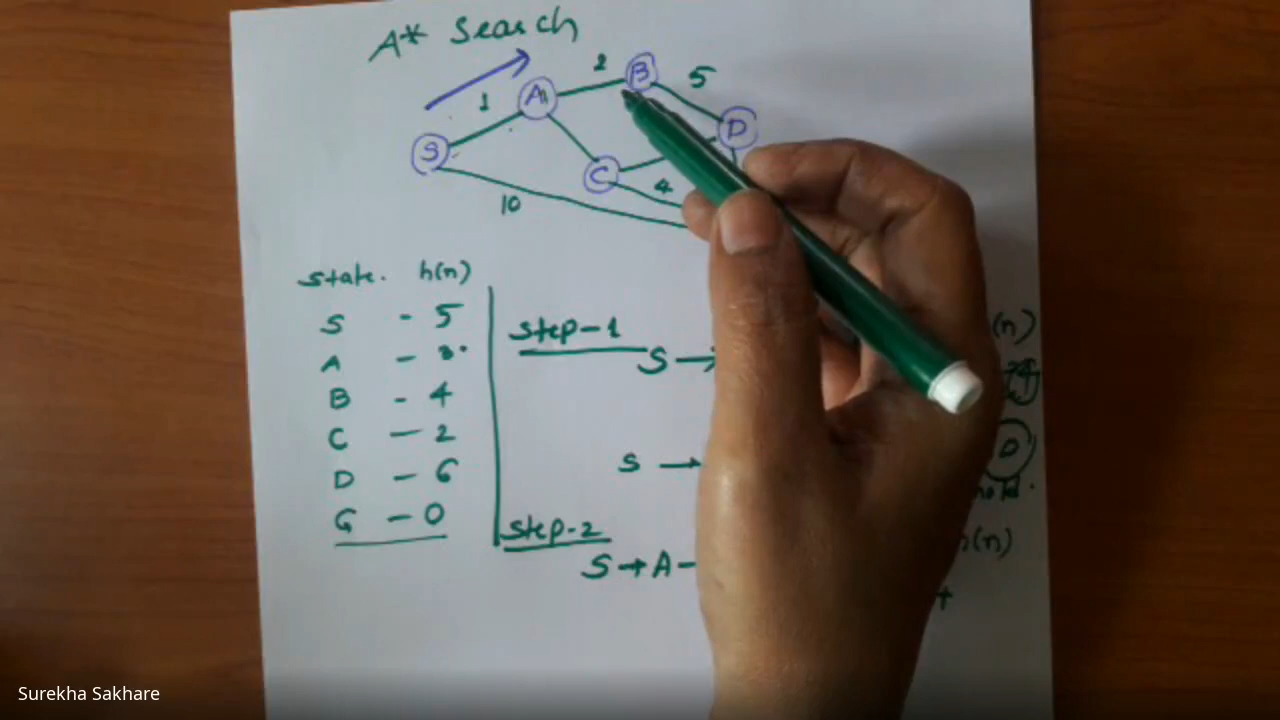 A* Search
2
B
5
1
A
D
S
C
4
10
State. h(n)
S - 5
A - 3
B - 4
C - 2
D - 6
G - 0
Step-1
S →
(n)
S →
D
hold.
Step-2
h(n)
S → A -
+
Surekha Sakhare